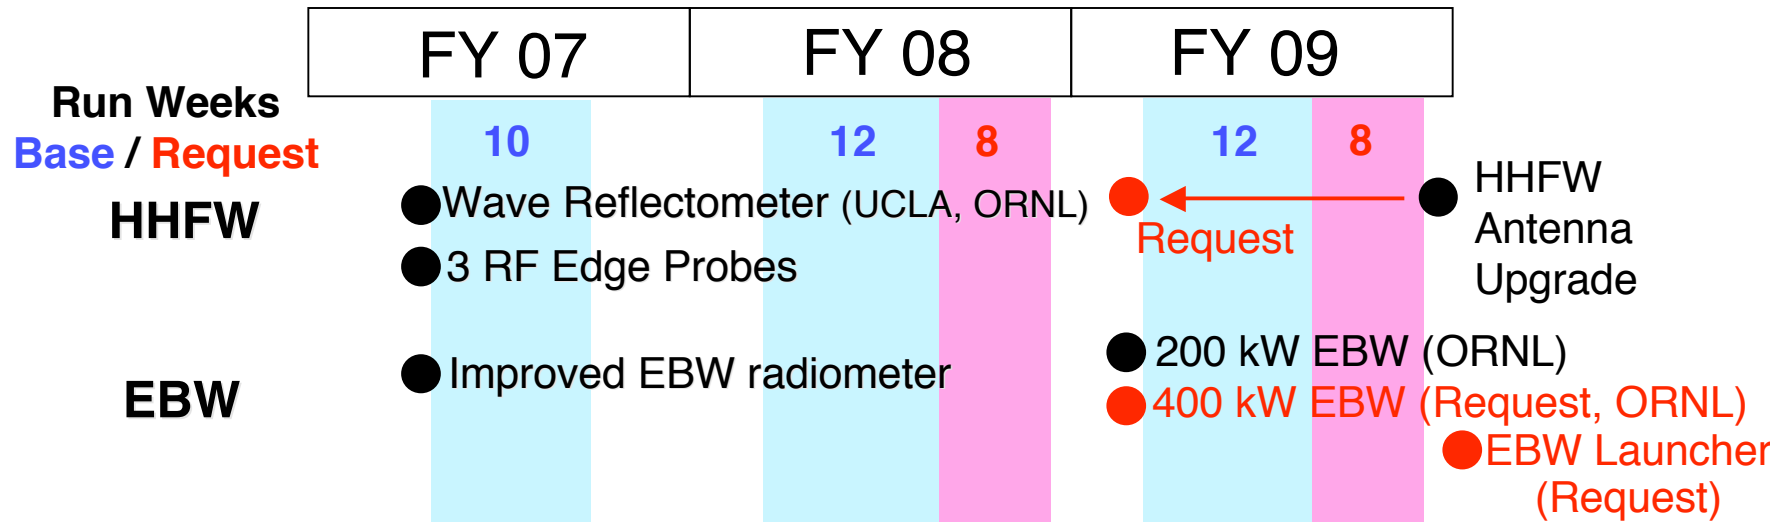 FY 07 FY 08 FY 09
Run Weeks
Base / Request
10 12 8 12 8
HHFW
Wave Reflectometer (UCLA, ORNL)
3 RF Edge Probes
Request
HHFW
Antenna
Upgrade
EBW
Improved EBW radiometer
200 kW EBW (ORNL)
400 kW EBW (Request, ORNL)
EBW Launcher
(Request)